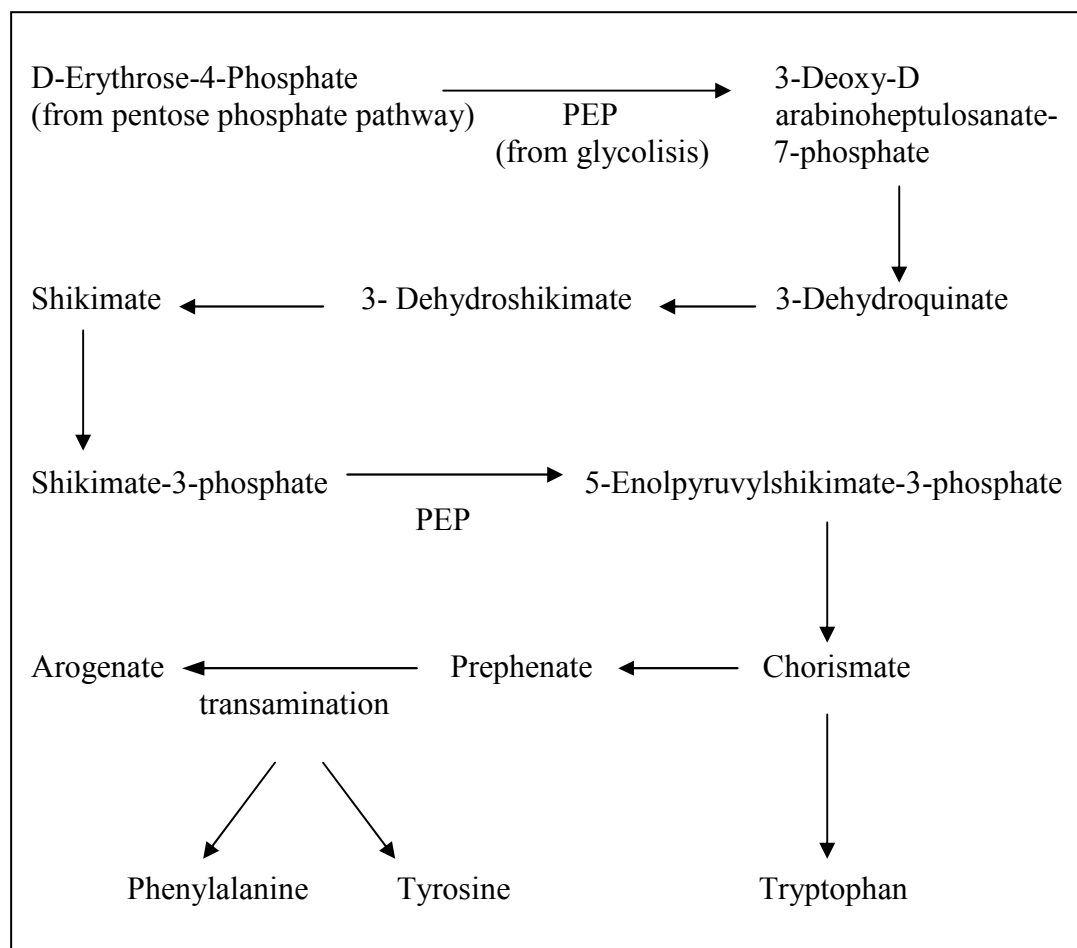 D-Erythrose-4-Phosphate
(from pentose phosphate pathway)
PEP
(from glycolisis)
3-Deoxy-D
arabinoheptulosanate-
7-phosphate
Shikimate
3- Dehydroshikimate
3-Dehydroquinate
Shikimate-3-phosphate
PEP
5-Enolpyruvylshikimate-3-phosphate
Arogenate
transamination
Prephenate
Chorismate
Phenylalanine
Tyrosine
Tryptophan